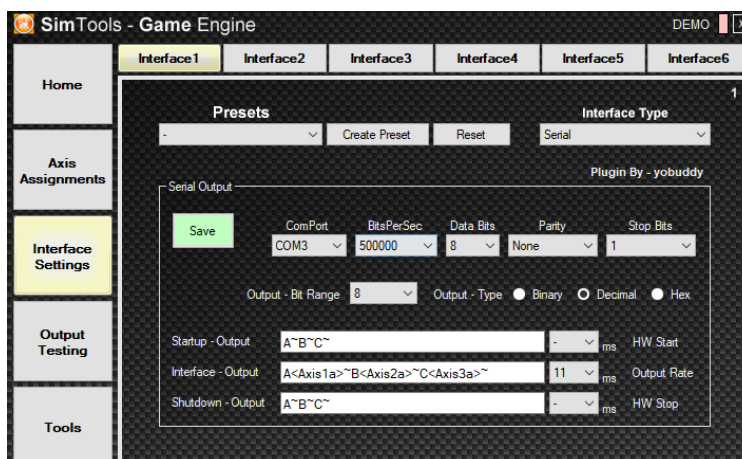 SimTools - Game Engine DEMO X
Interface1 Interface2 Interface3 Interface4 Interface5 Interface6
Home
1
Presets Interface Type
- Create Preset Reset Serial
Axis Assignments
Plugin By - yobuddy
Serial Output
Save ComPort BitsPerSec Data Bits Parity Stop Bits
COM3 500000 8 None 1
Interface Settings
Output - Bit Range 8 Output - Type Binary Decimal Hex
Output Testing
Startup - Output A~B~C~ - ms HW Start
Interface - Output A<Axis1a>~B<Axis2a>~C<Axis3a>~ 11 ms Output Rate
Shutdown - Output A~B~C~ - ms HW Stop
Tools